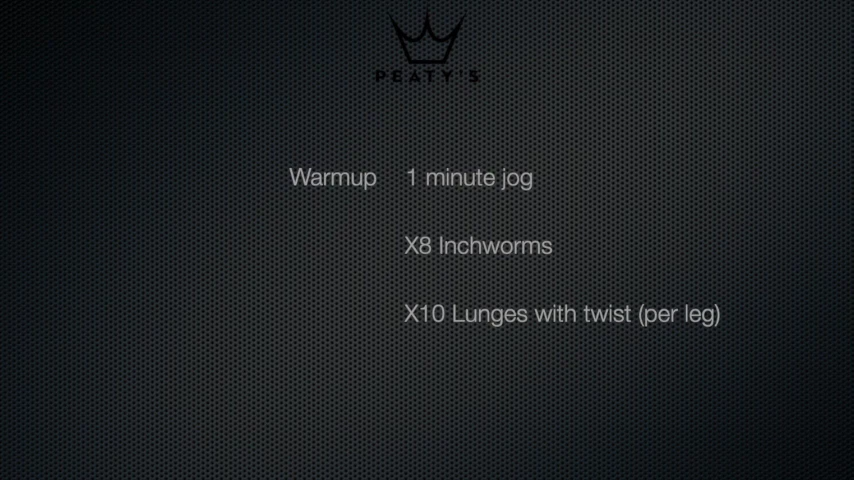 PEATY'S
Warmup 1 minute jog
X8 Inchworms
X10 Lunges with twist (per leg)